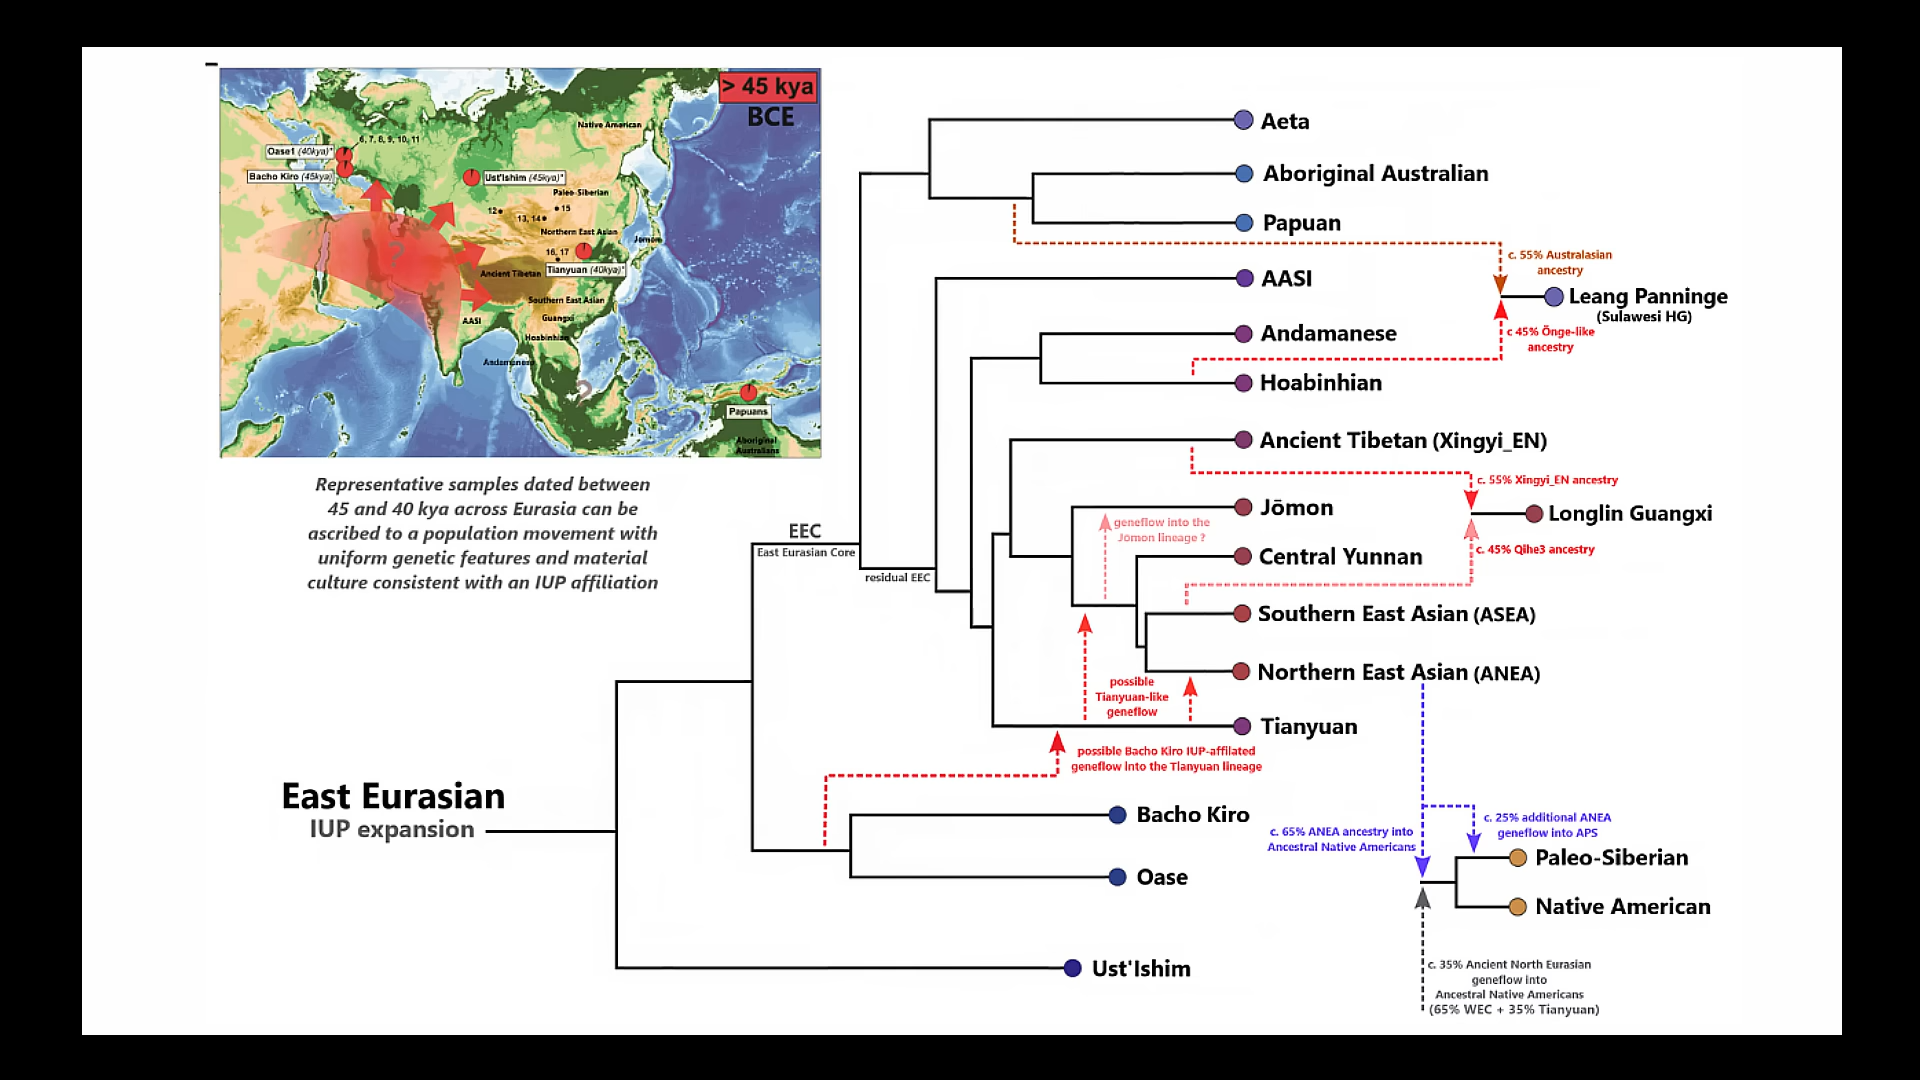 > 45 kya
BCE
Native American
6, 7, 8, 9, 10, 11
Oase1 (40kya)*
Bacho Kiro (45kya)
Ust'Ishim (45kya)*
Paleo-Siberian
12
15
13, 14
Northern East Asian
Jomon
16, 17
Tianyuan (40kya)*
Ancient Tibetan
Southern East Asian
Guangxi
AASI
Hoabinhian
Andamanese
?
?
Papuans
Aboriginal
Australians
Representative samples dated between
45 and 40 kya across Eurasia can be
ascribed to a population movement with
uniform genetic features and material
culture consistent with an IUP affiliation
East Eurasian
IUP expansion
EEC
East Eurasian Core
residual EEC
Aeta
Aboriginal Australian
Papuan
c. 55% Australasian
ancestry
Leang Panninge
(Sulawesi HG)
c 45% Önge-like
ancestry
AASI
Andamanese
Hoabinhian
Ancient Tibetan (Xingyi_EN)
c. 55% Xingyi_EN ancestry
Longlin Guangxi
c. 45% Qihe3 ancestry
Jōmon
geneflow into the
Jōmon lineage ?
Central Yunnan
Southern East Asian (ASEA)
Northern East Asian (ANEA)
possible
Tianyuan-like
geneflow
Tianyuan
possible Bacho Kiro IUP-affilated
geneflow into the Tianyuan lineage
Bacho Kiro
Oase
Ust'Ishim
c. 65% ANEA ancestry into
Ancestral Native Americans
c. 25% additional ANEA
geneflow into APS
Paleo-Siberian
Native American
c. 35% Ancient North Eurasian
geneflow into
Ancestral Native Americans
(65% WEC + 35% Tianyuan)